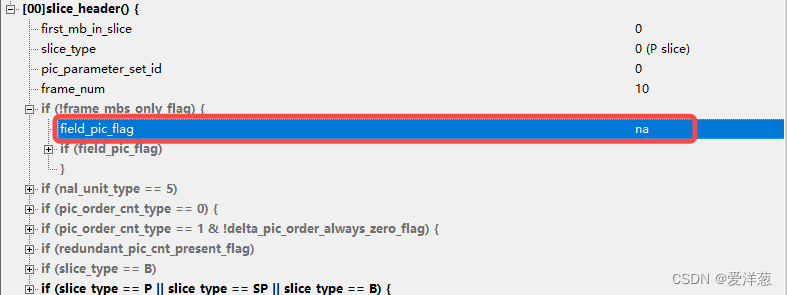 [00]slice_header() {
first_mb_in_slice 0
slice_type 0 (P slice)
pic_parameter_set_id 0
frame_num 10
if (!frame_mbs_only_flag) {
field_pic_flag na
if (field_pic_flag)
}
if (nal_unit_type == 5)
if (pic_order_cnt_type == 0) {
if (pic_order_cnt_type == 1 & !delta_pic_order_always_zero_flag) {
if (redundant_pic_cnt_present_flag)
if (slice_type == B)
if (slice_type == P || slice_type == SP || slice_type == B) {
CSDN @爱洋葱